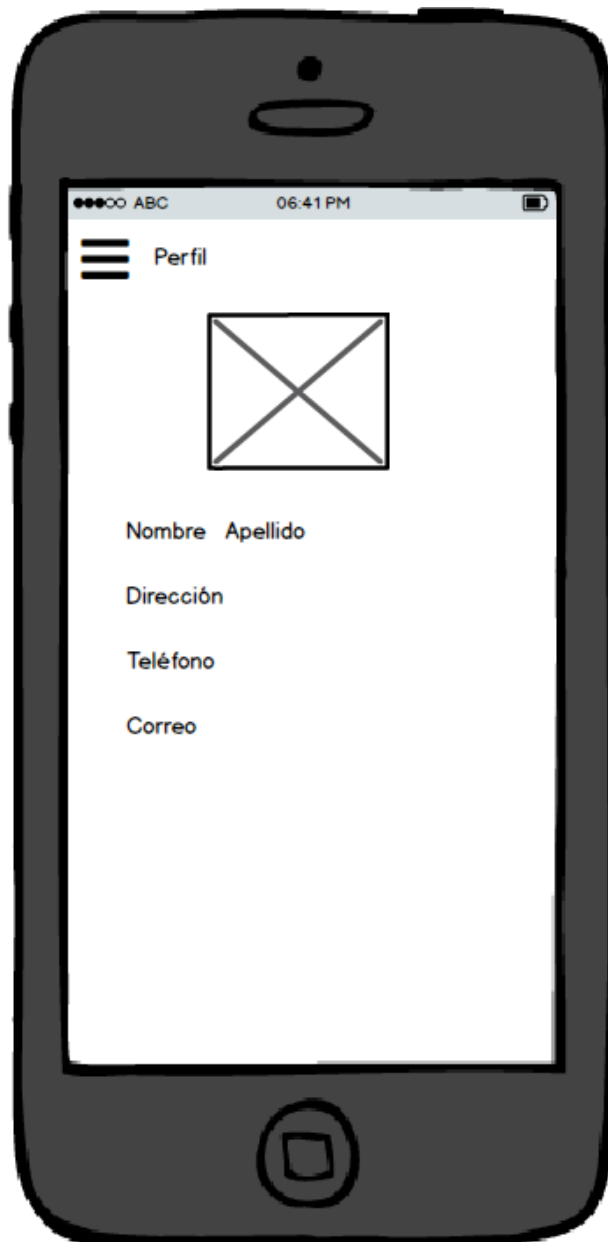 ABC 06:41 PM
Perfil
Nombre Apellido
Dirección
Teléfono
Correo